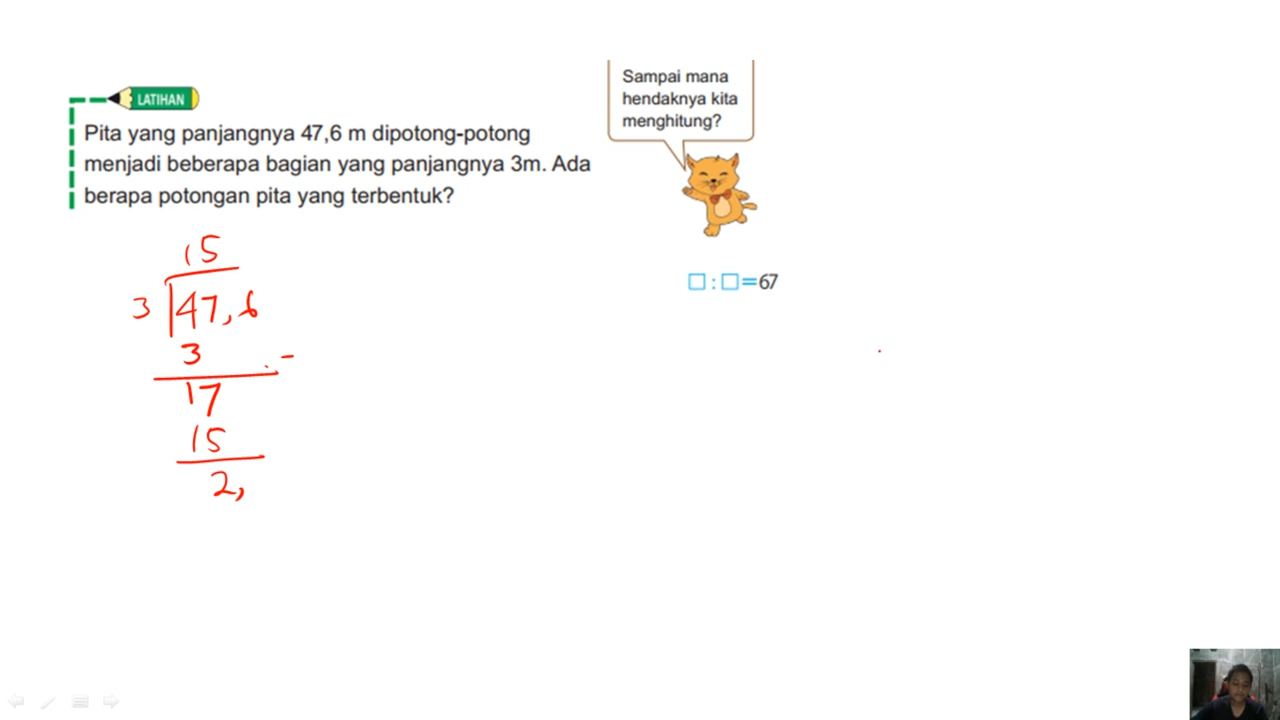 LATIHAN
Pita yang panjangnya 47,6 m dipotong-potong
menjadi beberapa bagian yang panjangnya 3m. Ada
berapa potongan pita yang terbentuk?
Sampai mana
hendaknya kita
menghitung?
□ : □ = 67
15
3 47,6
3 -
17
15
2,